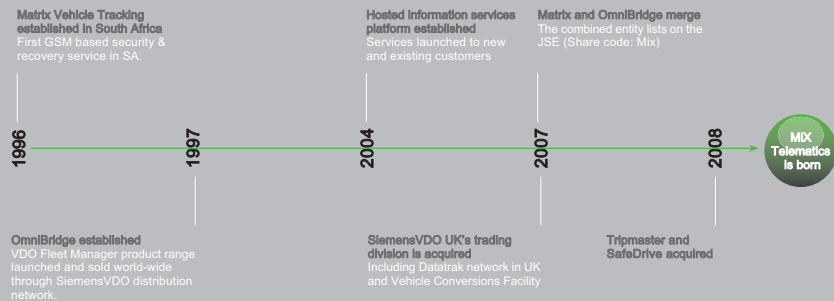 Matrix Vehicle Tracking
established in South Africa
First GSM based security &
recovery service in SA.
Hosted information services
platform established
Services launched to new
and existing customers
Matrix and OmniBridge merge
The combined entity lists on the
JSE (Share code: Mix)
1996
1997
2004
2007
2008
MiX
Telematics
is born
OmniBridge established
VDO Fleet Manager product range
launched and sold world-wide
through SiemensVDO distribution
network.
SiemensVDO UK's trading
division is acquired
Including Datatrak network in UK
and Vehicle Conversions Facility
Tripmaster and
SafeDrive acquired